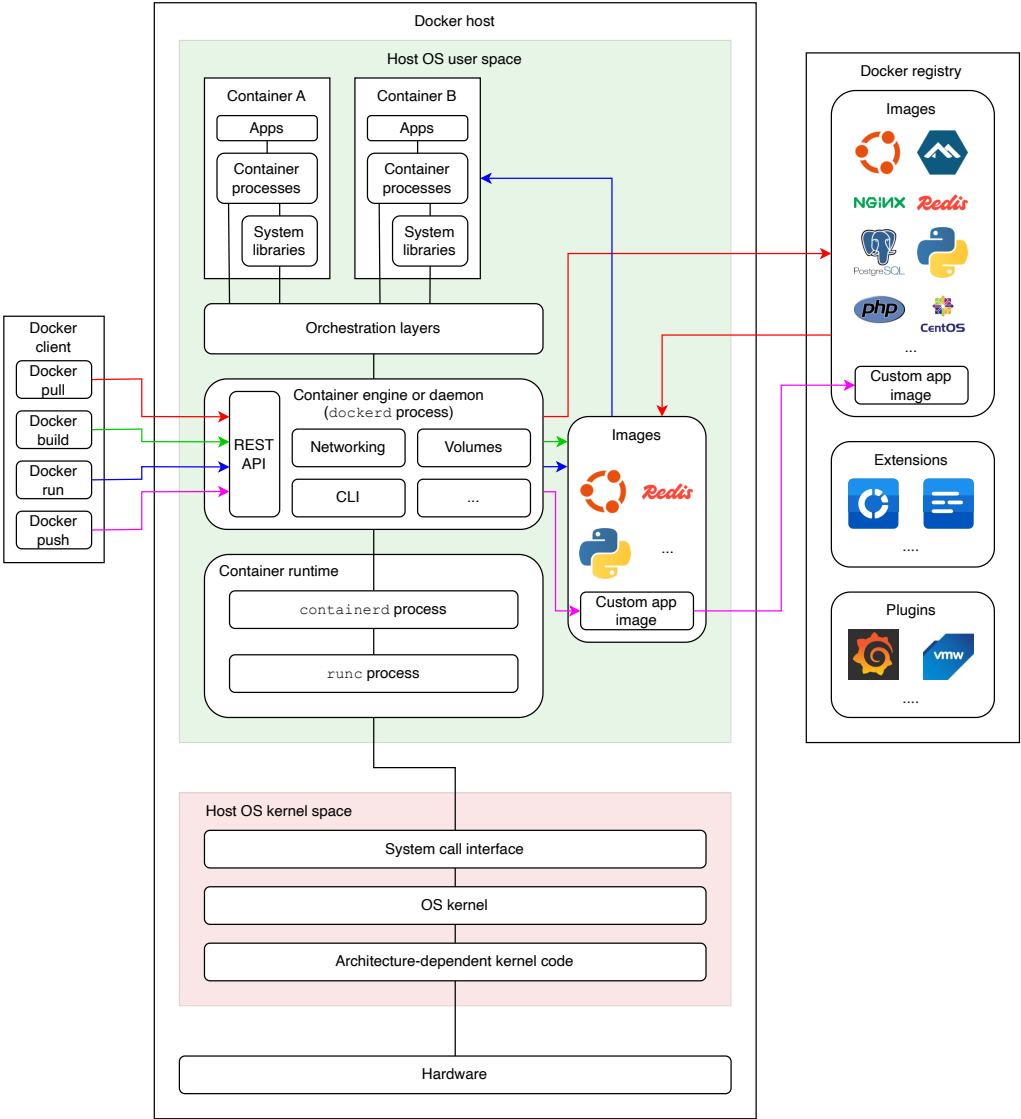 Docker host
Host OS user space
Container A
Apps
Container
processes
System
libraries
Container B
Apps
Container
processes
System
libraries
Orchestration layers
Docker
client
Docker
pull
Docker
build
Docker
run
Docker
push
Container engine or daemon
(dockerd process)
REST
API
Networking
Volumes
CLI
...
Container runtime
containerd process
runc process
Images
Redis
...
Custom app
image
Host OS kernel space
System call interface
OS kernel
Architecture-dependent kernel code
Hardware
Docker registry
Images
NGINX
Redis
PostgreSQL
php
CentOS
...
Custom app
image
Extensions
....
Plugins
vmw
....